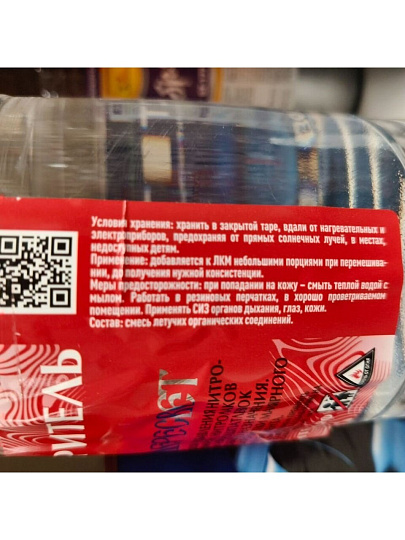 Условия хранения: хранить в закрытой таре, вдали от нагревательных и
электроприборов, предохраняя от прямых солнечных лучей, в местах,
недоступных детям.
Применение: добавляется к ЛКМ небольшими порциями при перемешива-
нии, до получения нужной консистенции.
Меры предосторожности: при попадании на кожу – смыть теплой водой с
мылом. Работать в резиновых перчатках, в хорошо проветриваемом
помещении. Применять СИЗ органов дыхания, глаз, кожи.
Состав: смесь летучих органических соединений.
РИТЕЛЬ